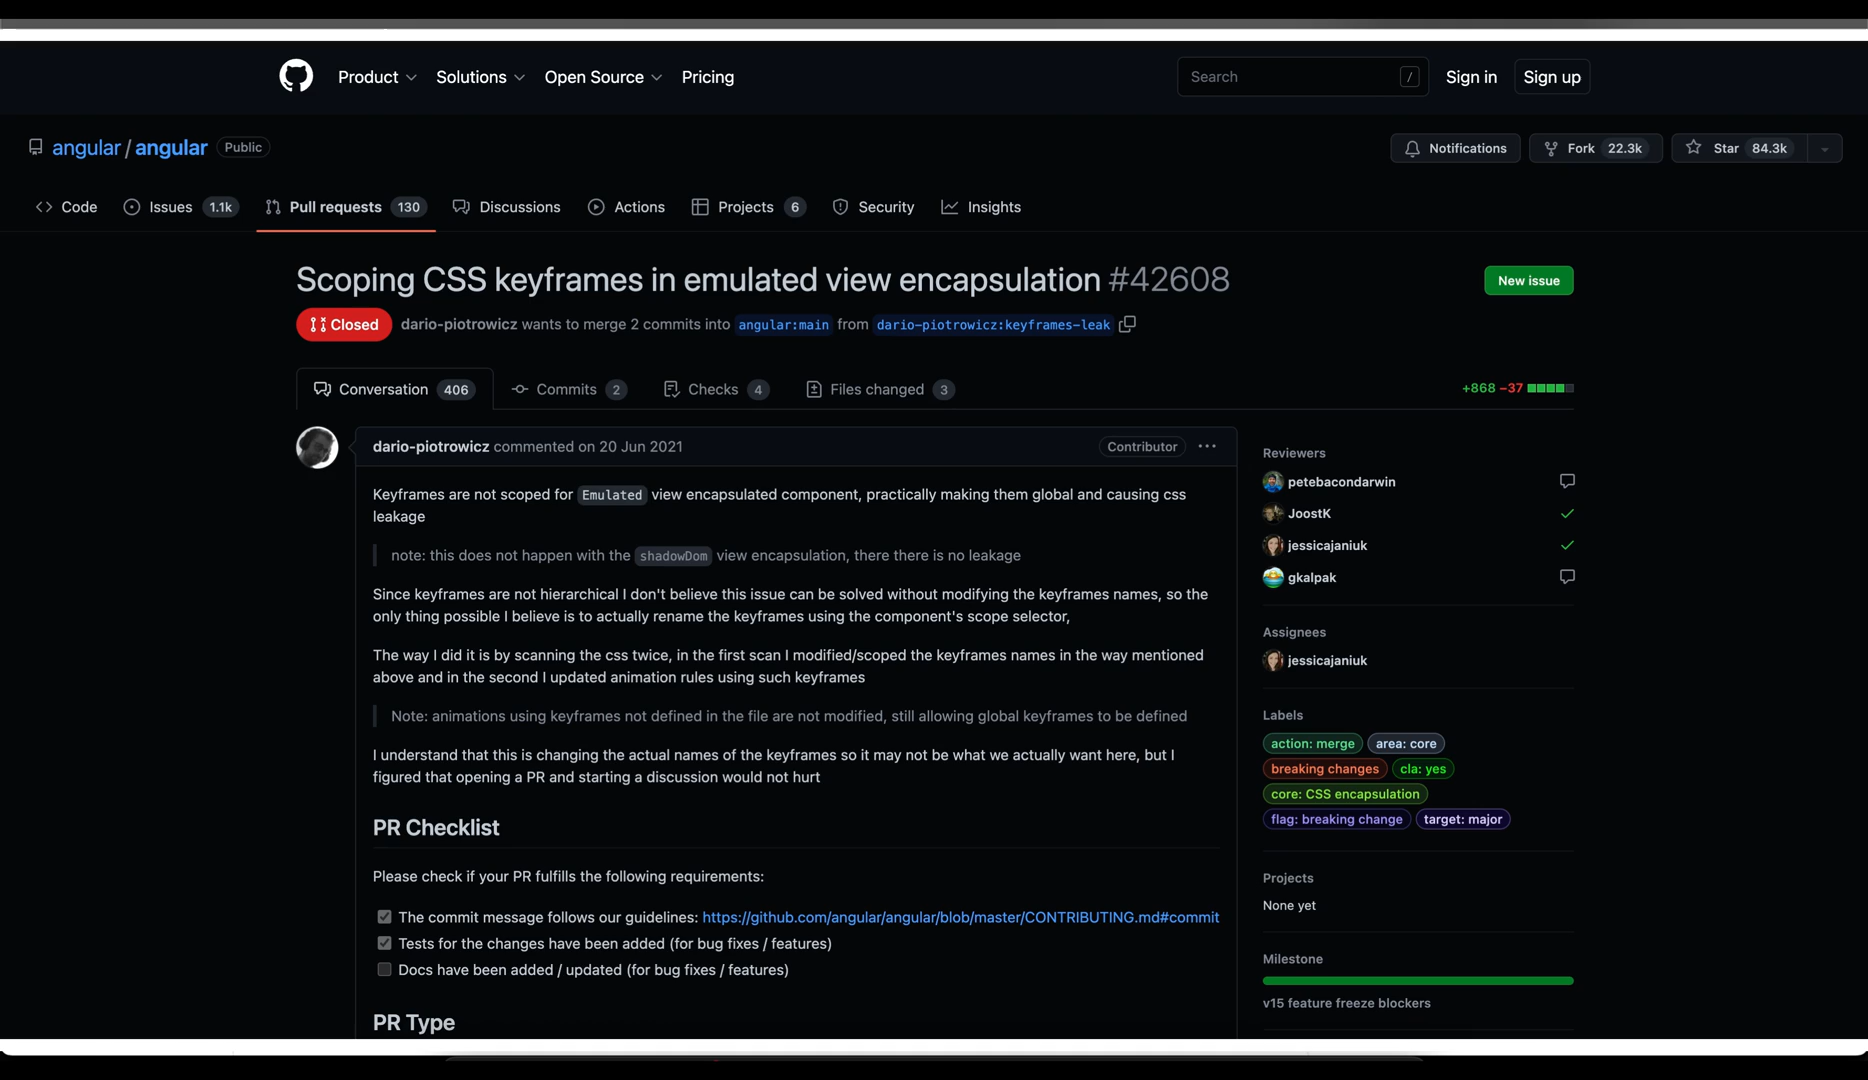 Product Solutions Open Source Pricing Search / Sign in Sign up
angular / angular Public Notifications Fork 22.3k Star 84.3k
Code Issues 1.1k Pull requests 130 Discussions Actions Projects 6 Security Insights
Scoping CSS keyframes in emulated view encapsulation #42608 New issue
Closed dario-piotrowicz wants to merge 2 commits into angular:main from dario-piotrowicz:keyframes-leak
Conversation 406 Commits 2 Checks 4 Files changed 3 +868 −37
dario-piotrowicz commented on 20 Jun 2021 Contributor ···
Keyframes are not scoped for Emulated view encapsulated component, practically making them global and causing css
leakage
note: this does not happen with the shadowDom view encapsulation, there there is no leakage
Since keyframes are not hierarchical I don't believe this issue can be solved without modifying the keyframes names, so the
only thing possible I believe is to actually rename the keyframes using the component's scope selector,
The way I did it is by scanning the css twice, in the first scan I modified/scoped the keyframes names in the way mentioned
above and in the second I updated animation rules using such keyframes
Note: animations using keyframes not defined in the file are not modified, still allowing global keyframes to be defined
I understand that this is changing the actual names of the keyframes so it may not be what we actually want here, but I
figured that opening a PR and starting a discussion would not hurt
PR Checklist
Please check if your PR fulfills the following requirements:
The commit message follows our guidelines: https://github.com/angular/angular/blob/master/CONTRIBUTING.md#commit
Tests for the changes have been added (for bug fixes / features)
Docs have been added / updated (for bug fixes / features)
PR Type
Reviewers
petebacondarwin
JoostK
jessicajaniuk
gkalpak
Assignees
jessicajaniuk
Labels
action: merge area: core
breaking changes cla: yes
core: CSS encapsulation
flag: breaking change target: major
Projects
None yet
Milestone
v15 feature freeze blockers